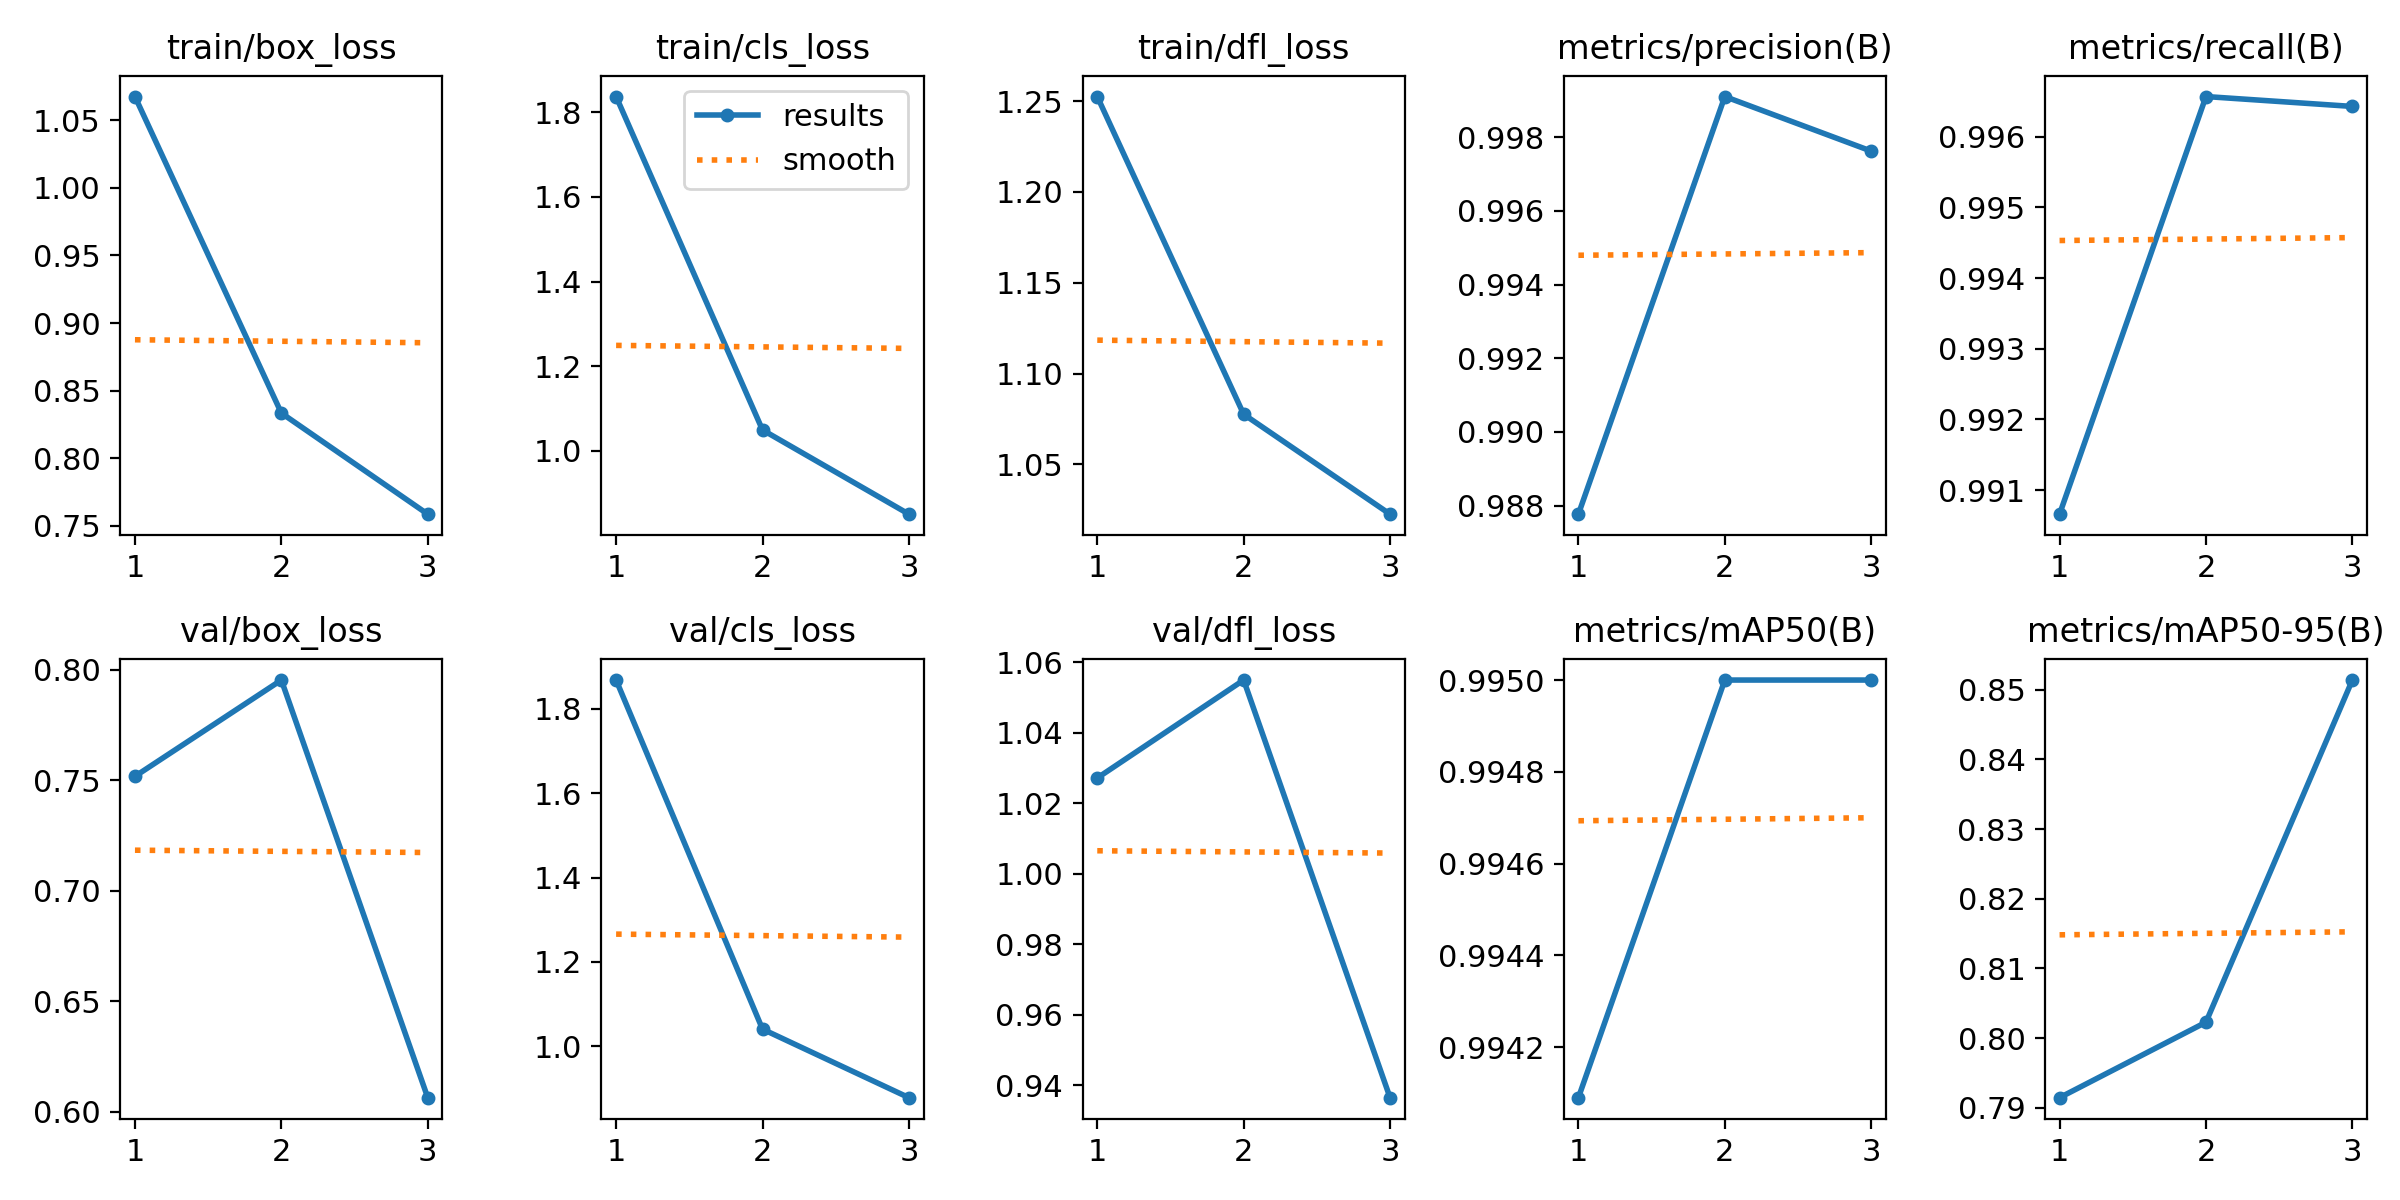 train/box_loss
1.05
1.00
0.95
0.90
0.85
0.80
0.75
1 2 3
train/cls_loss
results
smooth
1.8
1.6
1.4
1.2
1.0
1 2 3
train/dfl_loss
1.25
1.20
1.15
1.10
1.05
1 2 3
metrics/precision(B)
0.998
0.996
0.994
0.992
0.990
0.988
1 2 3
metrics/recall(B)
0.996
0.995
0.994
0.993
0.992
0.991
1 2 3
val/box_loss
0.80
0.75
0.70
0.65
0.60
1 2 3
val/cls_loss
1.8
1.6
1.4
1.2
1.0
1 2 3
val/dfl_loss
1.06
1.04
1.02
1.00
0.98
0.96
0.94
1 2 3
metrics/mAP50(B)
0.9950
0.9948
0.9946
0.9944
0.9942
1 2 3
metrics/mAP50-95(B)
0.85
0.84
0.83
0.82
0.81
0.80
0.79
1 2 3